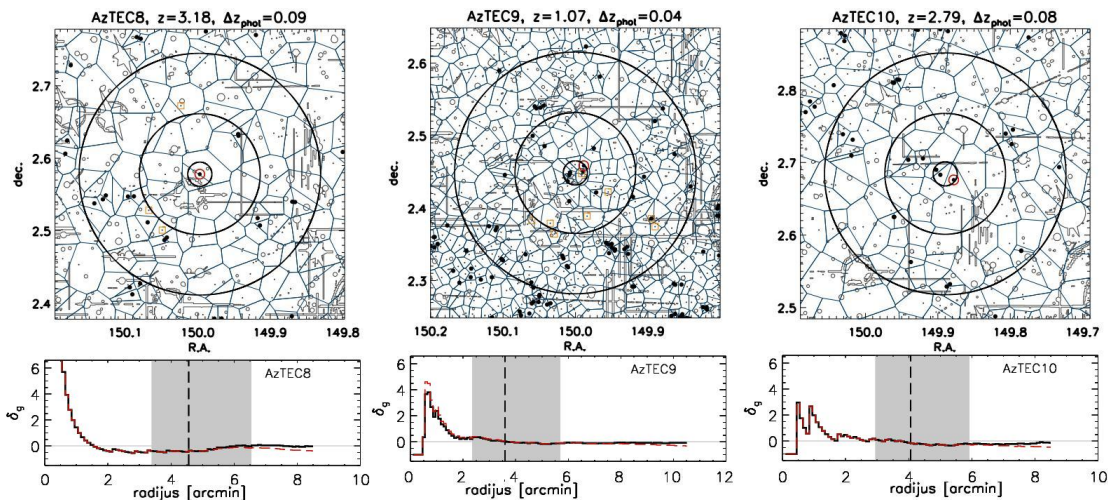 AzTEC8, z=3.18, Δz_phot=0.09
2.7
2.6
2.5
2.4
dec.
150.1 150.0 149.9 149.8
R.A.
AzTEC9, z=1.07, Δz_phot=0.04
2.6
2.5
2.4
2.3
dec.
150.2 150.1 150.0 149.9
R.A.
AzTEC10, z=2.79, Δz_phot=0.08
2.8
2.7
2.6
2.5
dec.
150.0 149.9 149.8 149.7
R.A.
AzTEC8
6
4
2
0
δ_g
0 2 4 6 8 10
radijus [arcmin]
AzTEC9
6
4
2
0
δ_g
0 2 4 6 8 10 12
radijus [arcmin]
AzTEC10
6
4
2
0
δ_g
0 2 4 6 8 10
radijus [arcmin]